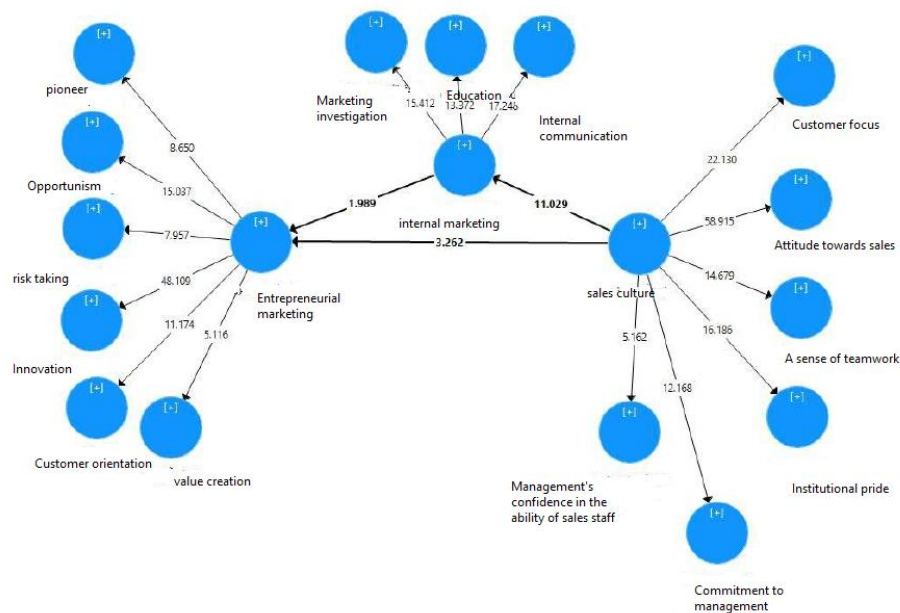 [+]
[+]
[+]
[+]
[+]
pioneer
Marketing
investigation
Education
Internal
communication
Customer focus
15.412
13.372
17.246
[+]
Opportunism
8.650
15.037
[+]
22.130
[+]
Attitude towards sales
58.915
[+]
risk taking
7.957
[+]
1.989
internal marketing
11.029
3.262
[+]
sales culture
14.679
[+]
A sense of teamwork
48.109
Entrepreneurial
marketing
[+]
Innovation
11.174
5.116
5.162
16.186
[+]
Customer orientation
[+]
value creation
12.168
[+]
Management's
confidence in the
ability of sales staff
[+]
Institutional pride
[+]
Commitment to
management